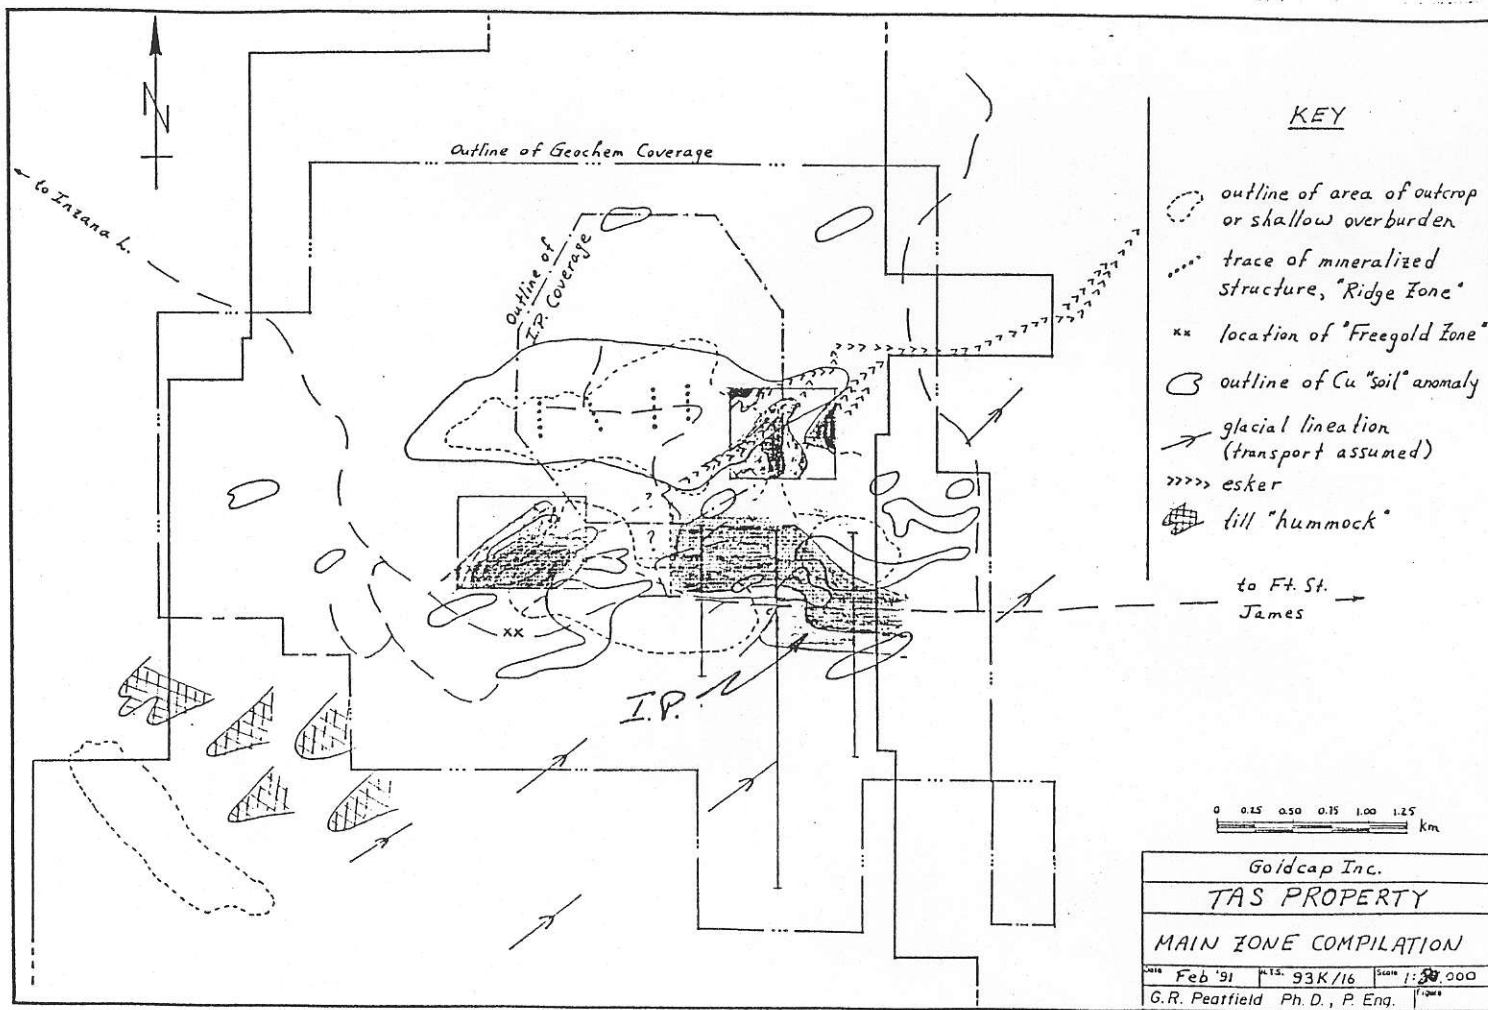 N
Outline of Geochem Coverage
to Inzana L.
Outline of
I.P. Coverage
?
?
xx
I.P.
to Ft. St.
James
KEY
outline of area of outcrop
or shallow overburden
trace of mineralized
structure, "Ridge Zone"
xx location of "Freegold Zone"
outline of Cu "soil" anomaly
glacial lineation
(transport assumed)
>>>>> esker
till "hummock"
0 0.25 0.50 0.75 1.00 1.25
km
Goldcap Inc.
TAS PROPERTY
MAIN ZONE COMPILATION
Date Feb '91 N.T.S. 93K/16 Scale
G.R. Peatfield Ph. D., P. Eng. Figure